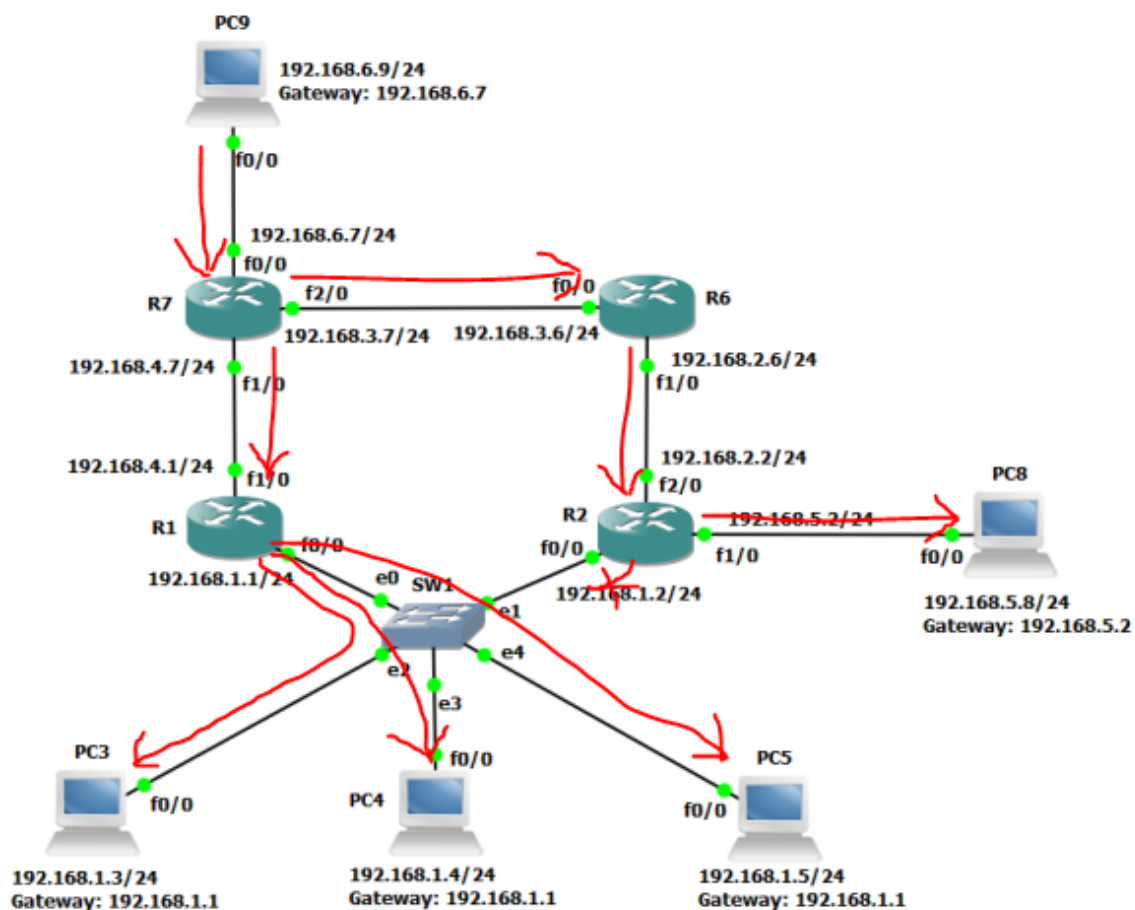 PC9
192.168.6.9/24
Gateway: 192.168.6.7
f0/0
192.168.6.7/24
f0/0
R7
f2/0
f0/0
R6
192.168.3.7/24
192.168.3.6/24
192.168.4.7/24
f1/0
192.168.2.6/24
f1/0
192.168.4.1/24
f1/0
192.168.2.2/24
f2/0
PC8
R1
R2
192.168.5.2/24
f0/0
f0/0
f1/0
f0/0
192.168.1.1/24
e0
SW1
e1
192.168.1.2/24
192.168.5.8/24
Gateway: 192.168.5.2
e2
e4
e3
PC3
f0/0
PC4
f0/0
PC5
f0/0
192.168.1.3/24
Gateway: 192.168.1.1
192.168.1.4/24
Gateway: 192.168.1.1
192.168.1.5/24
Gateway: 192.168.1.1